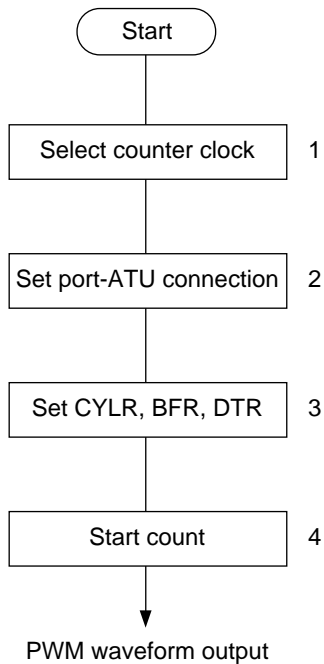 Start
Select counter clock 1
Set port-ATU connection 2
Set CYLR, BFR, DTR 3
Start count 4
PWM waveform output